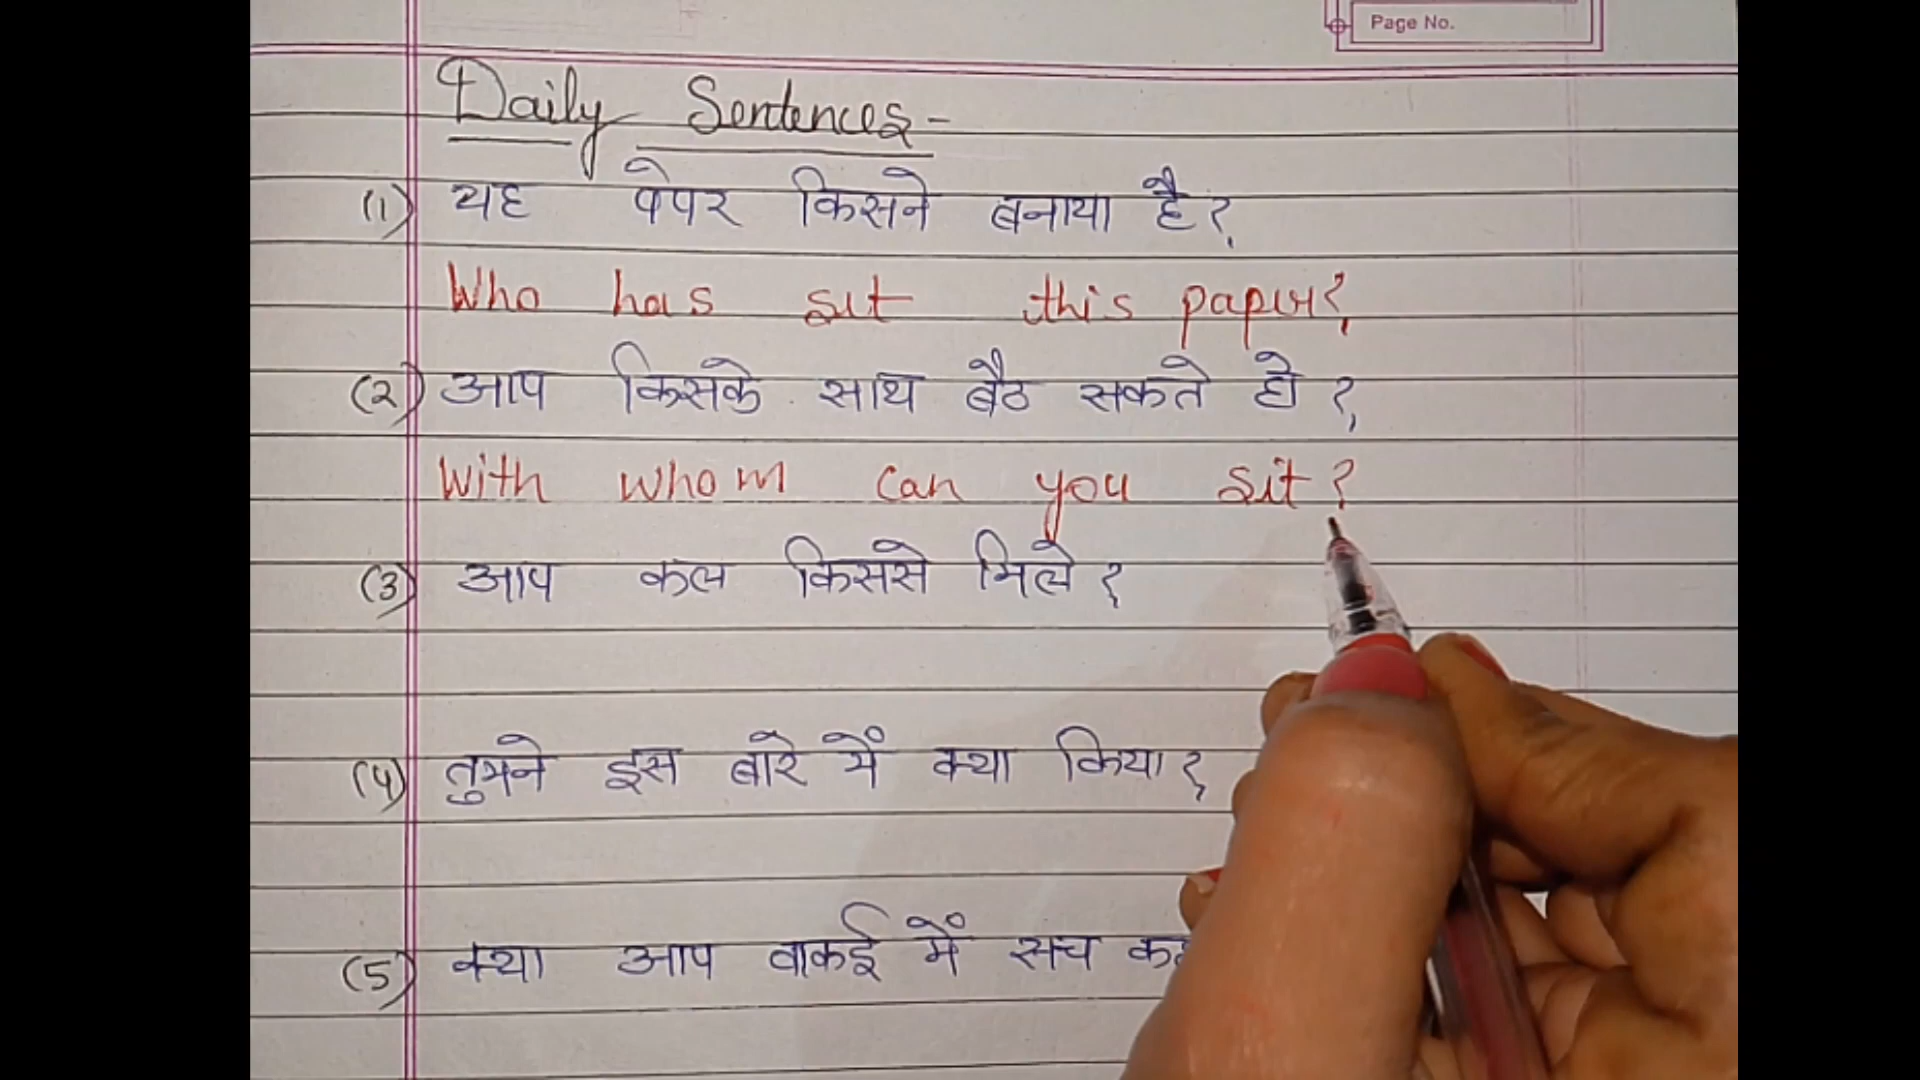 Page No.
Daily Sentences-
(1) यह पेपर किसने बनाया है?
Who has set this paper?
(2) आप किसके साथ बैठ सकते हो?
With whom can you sit?
(3) आप कल किससे मिले?
(4) तुमने इस बारे में क्या किया?
(5) क्या आप वाकई में सच